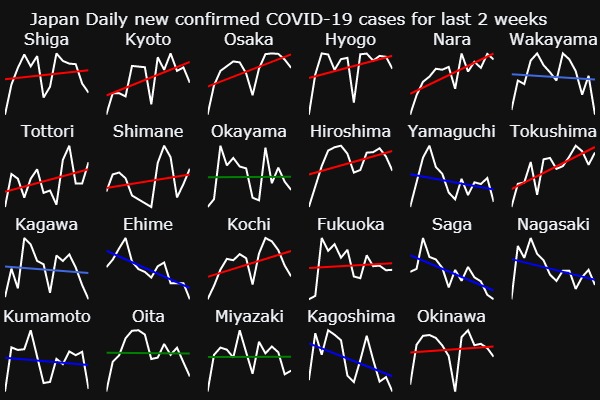 Japan Daily new confirmed COVID-19 cases for last 2 weeks
Shiga Kyoto Osaka Hyogo Nara Wakayama
Tottori Shimane Okayama Hiroshima Yamaguchi Tokushima
Kagawa Ehime Kochi Fukuoka Saga Nagasaki
Kumamoto Oita Miyazaki Kagoshima Okinawa